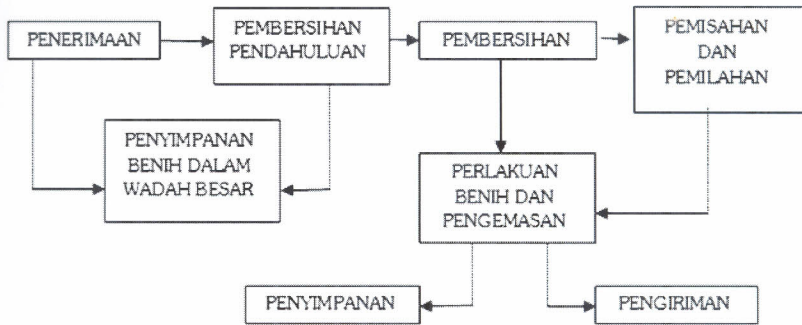 PENERIMAAN
PEMBERSIHAN
PENDAHULUAN
PEMBERSIHAN
PEMISAHAN
DAN
PEMILAHAN
PENYIMPANAN
BENIH DALAM
WADAH BESAR
PERLAKUAN
BENIH DAN
PENGEMASAN
PENYIMPANAN
PENGIRIMAN